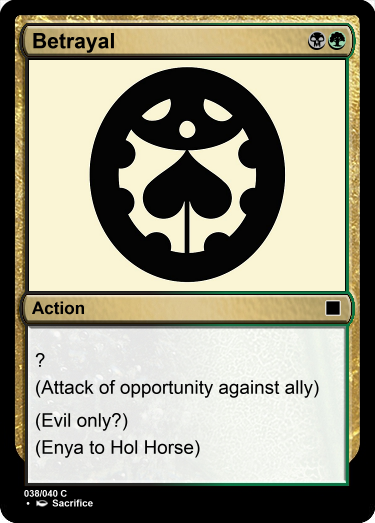 Betrayal
Action
?
(Attack of opportunity against ally)
(Evil only?)
(Enya to Hol Horse)
038/040 C
• Sacrifice